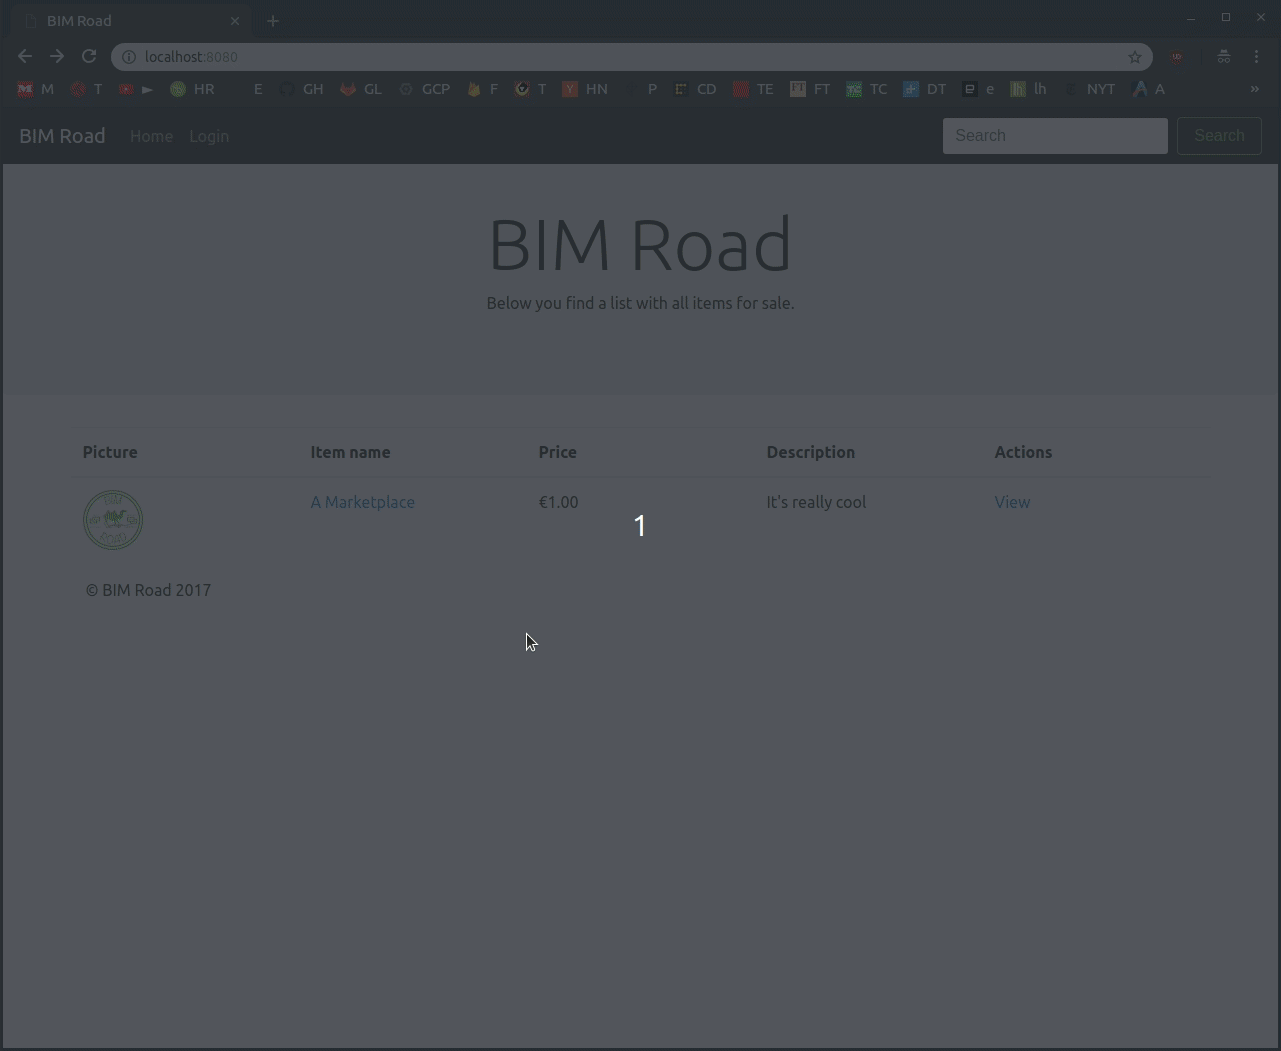 BIM Road
localhost:8080
M T HR E GH GL GCP F T HN P CD TE FT TC DT e lh NYT A »
BIM Road Home Login Search Search
BIM Road
Below you find a list with all items for sale.
Picture Item name Price Description Actions
BIM ROAD A Marketplace €1.00 It's really cool View
1
© BIM Road 2017